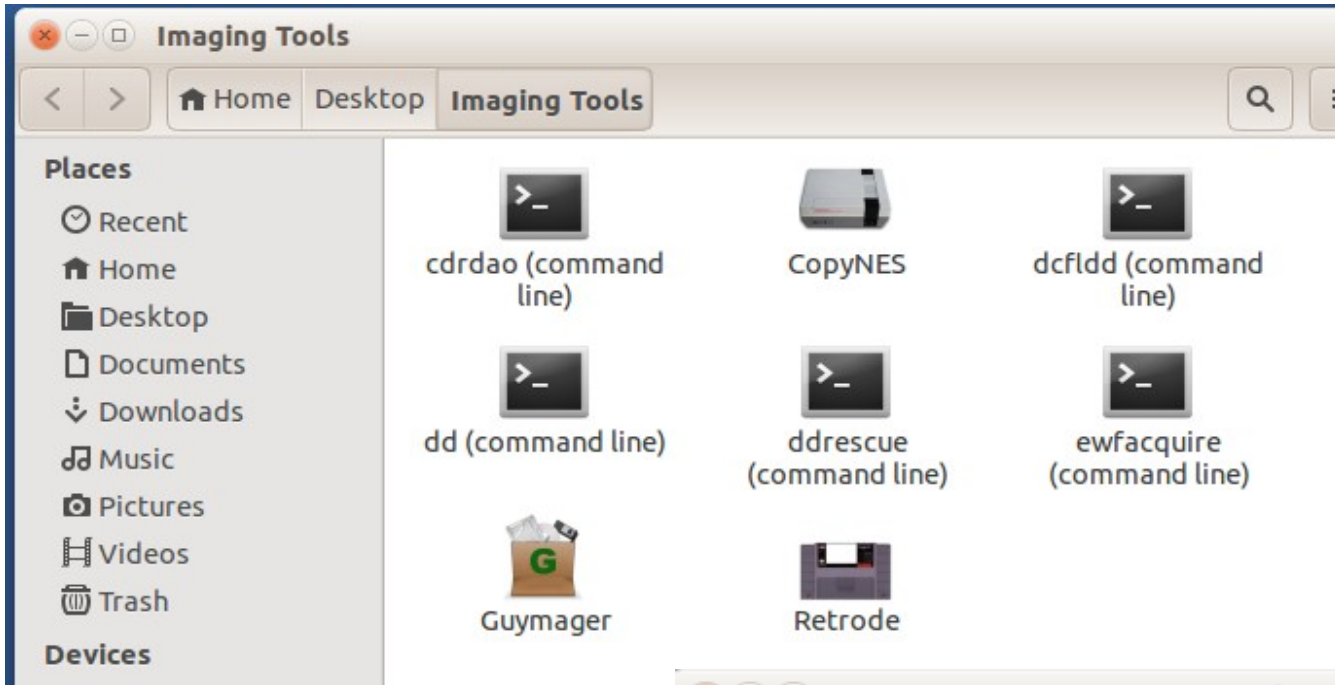 Imaging Tools
Home Desktop Imaging Tools
Places
Recent
Home
Desktop
Documents
Downloads
Music
Pictures
Videos
Trash
Devices
cdrdao (command
line)
CopyNES
dcfldd (command
line)
dd (command line)
ddrescue
(command line)
ewfacquire
(command line)
G
Guymager
Retrode